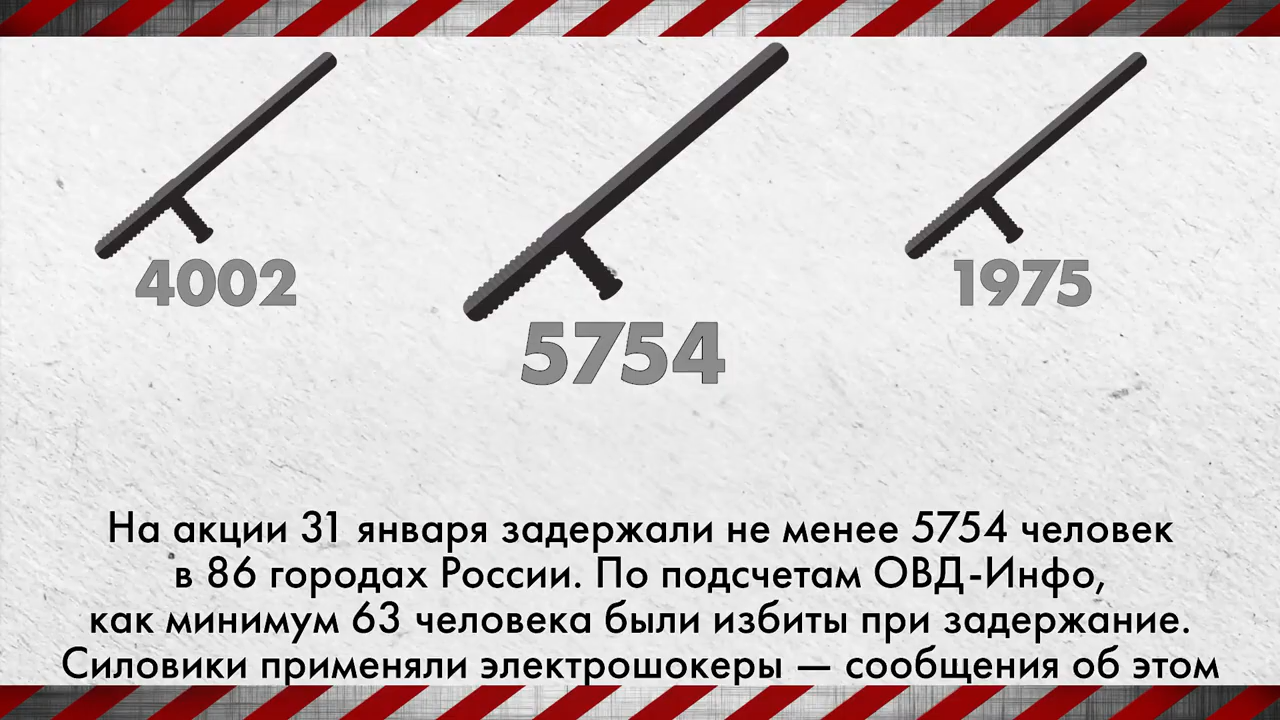 4002
5754
1975
На акции 31 января задержали не менее 5754 человек
в 86 городах России. По подсчетам ОВД-Инфо,
как минимум 63 человека были избиты при задержание.
Силовики применяли электрошокеры — сообщения об этом